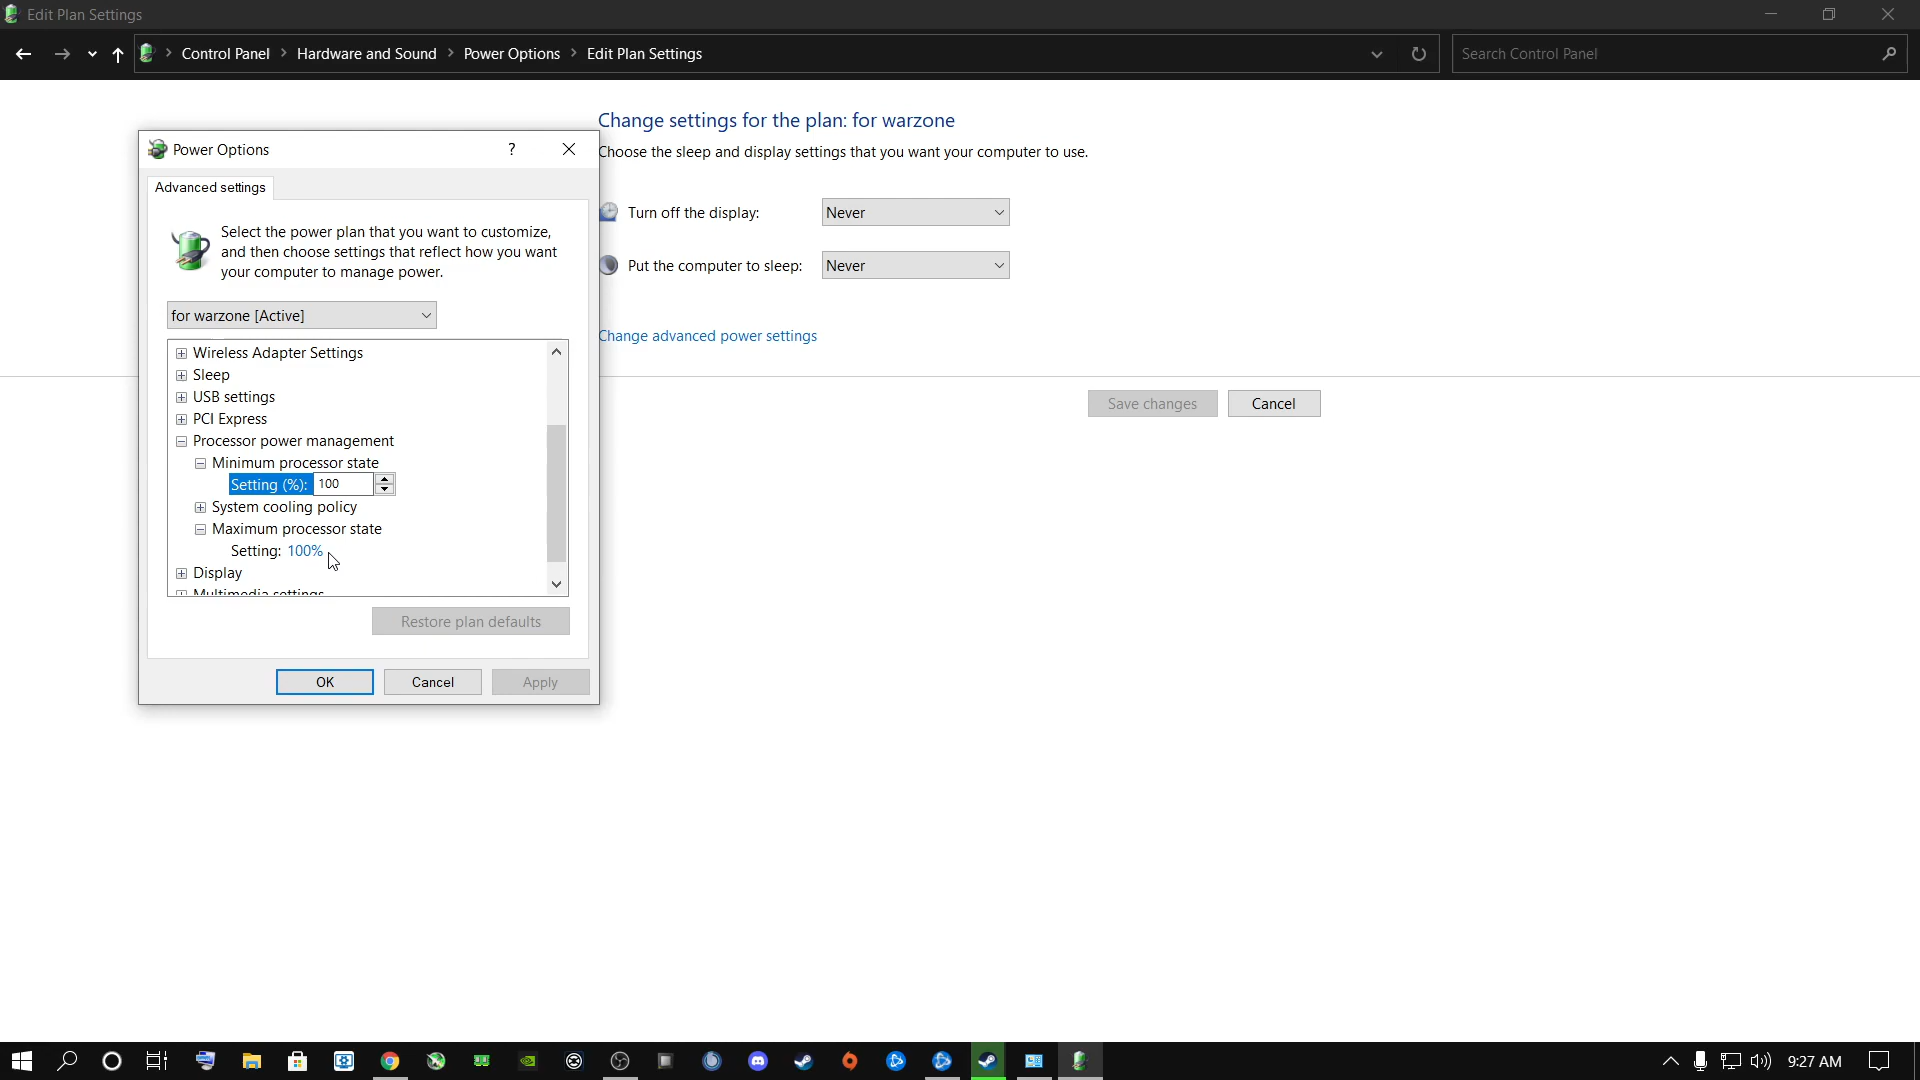 Edit Plan Settings
Control Panel > Hardware and Sound > Power Options > Edit Plan Settings
Search Control Panel
Change settings for the plan: for warzone
Choose the sleep and display settings that you want your computer to use.
Turn off the display: Never
Put the computer to sleep: Never
Change advanced power settings
Save changes Cancel
Power Options ?
Advanced settings
Select the power plan that you want to customize,
and then choose settings that reflect how you want
your computer to manage power.
for warzone [Active]
Wireless Adapter Settings
Sleep
USB settings
PCI Express
Processor power management
Minimum processor state
Setting (%): 100
System cooling policy
Maximum processor state
Setting: 100%
Display
Multimedia settings
Restore plan defaults
OK Cancel Apply
9:27 AM